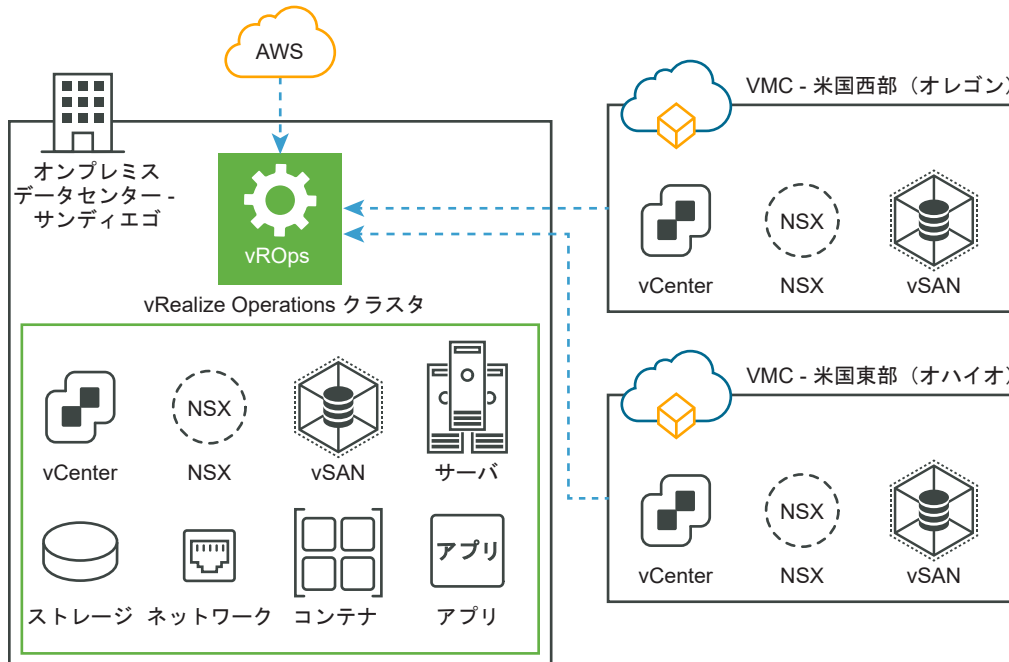 AWS
オンプレミス
データセンター -
サンディエゴ
vROps
vRealize Operations クラスタ
NSX
vCenter
NSX
vSAN
サーバ
アプリ
ストレージ
ネットワーク
コンテナ
アプリ
VMC - 米国西部（オレゴン）
NSX
vCenter
NSX
vSAN
VMC - 米国東部（オハイオ）
NSX
vCenter
NSX
vSAN